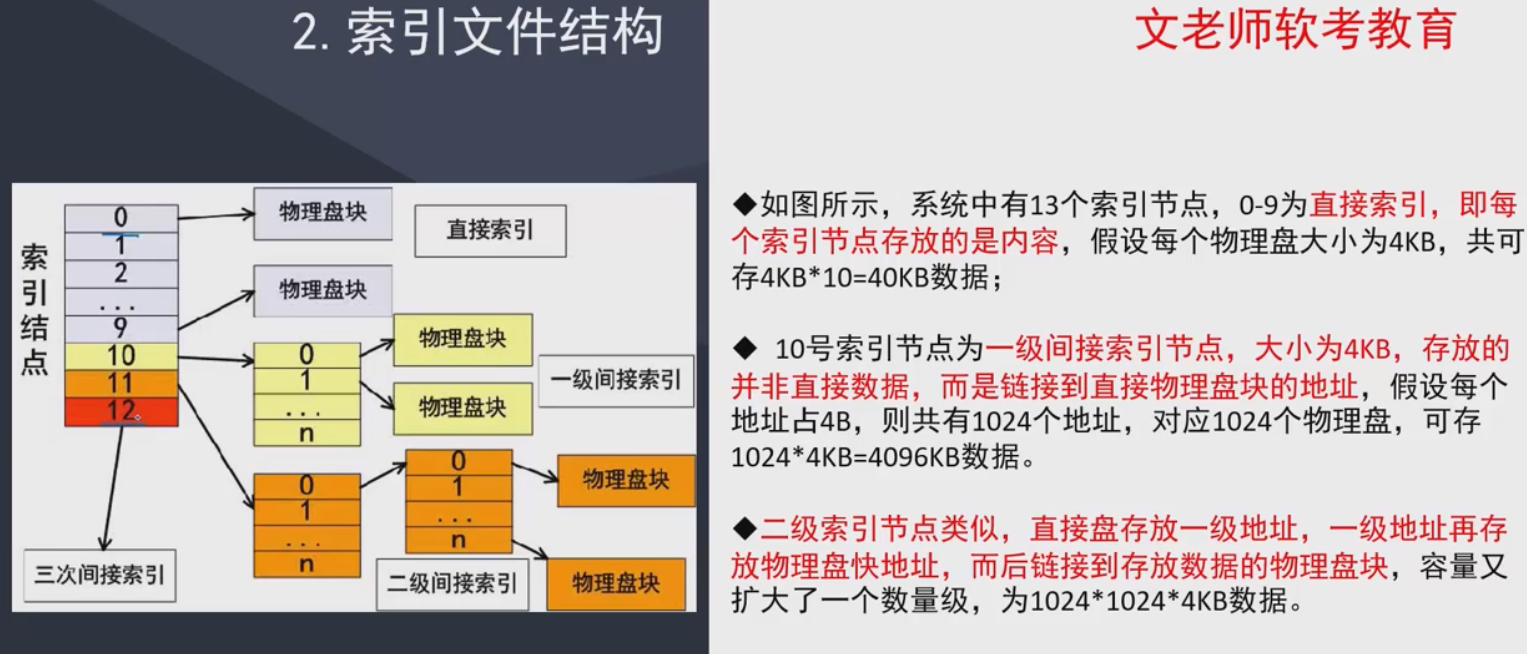 2. 索引文件结构
文老师软考教育
索引结点
0
1
2
...
9
10
11
12
物理盘块
直接索引
物理盘块
0
1
...
n
物理盘块
一级间接索引
物理盘块
0
1
...
n
0
1
...
n
物理盘块
三次间接索引
二级间接索引
物理盘块
◆如图所示，系统中有13个索引节点，0-9为直接索引，即每
个索引节点存放的是内容，假设每个物理盘大小为4KB，共可
存4KB*10=40KB数据；
◆ 10号索引节点为一级间接索引节点，大小为4KB，存放的
并非直接数据，而是链接到直接物理盘块的地址，假设每个
地址占4B，则共有1024个地址，对应1024个物理盘，可存
1024*4KB=4096KB数据。
◆二级索引节点类似，直接盘存放一级地址，一级地址再存
放物理盘快地址，而后链接到存放数据的物理盘块，容量又
扩大了一个数量级，为1024*1024*4KB数据。